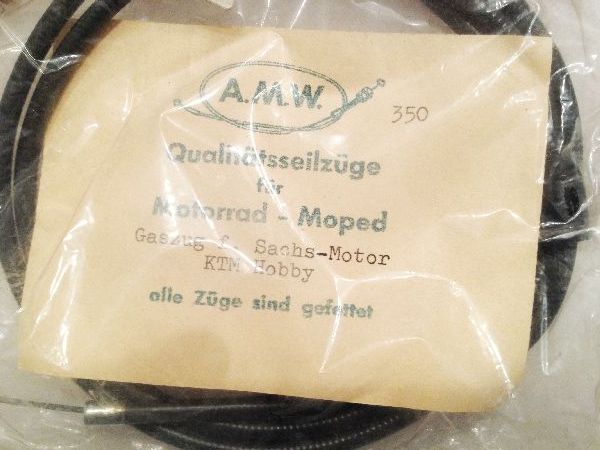 A.M.W.
350
Qualitätsseilzüge
für
Motorrad - Moped
Gaszug f. Sachs-Motor
KTM Hobby
alle Züge sind gefettet